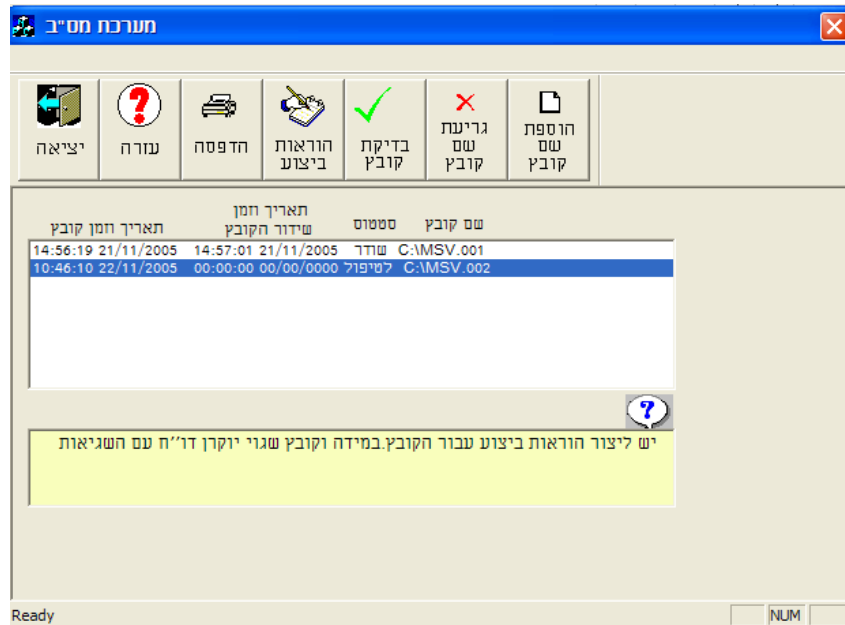 מערכת מס"ב
הוספת שם קובץ
גריעת שם קובץ
בדיקת קובץ
הוראות ביצוע
הדפסה
עזרה
יציאה
שם קובץ סטטוס תאריך וזמן שידור הקובץ תאריך וזמן קובץ
C:\MSV.001 שודר 14:57:01 21/11/2005 14:56:19 21/11/2005
C:\MSV.002 לטיפול 00:00:00 00/00/0000 10:46:10 22/11/2005
יש ליצור הוראות ביצוע עבור הקובץ.במידה וקובץ שגוי יוקרן דו''ח עם השגיאות
Ready NUM